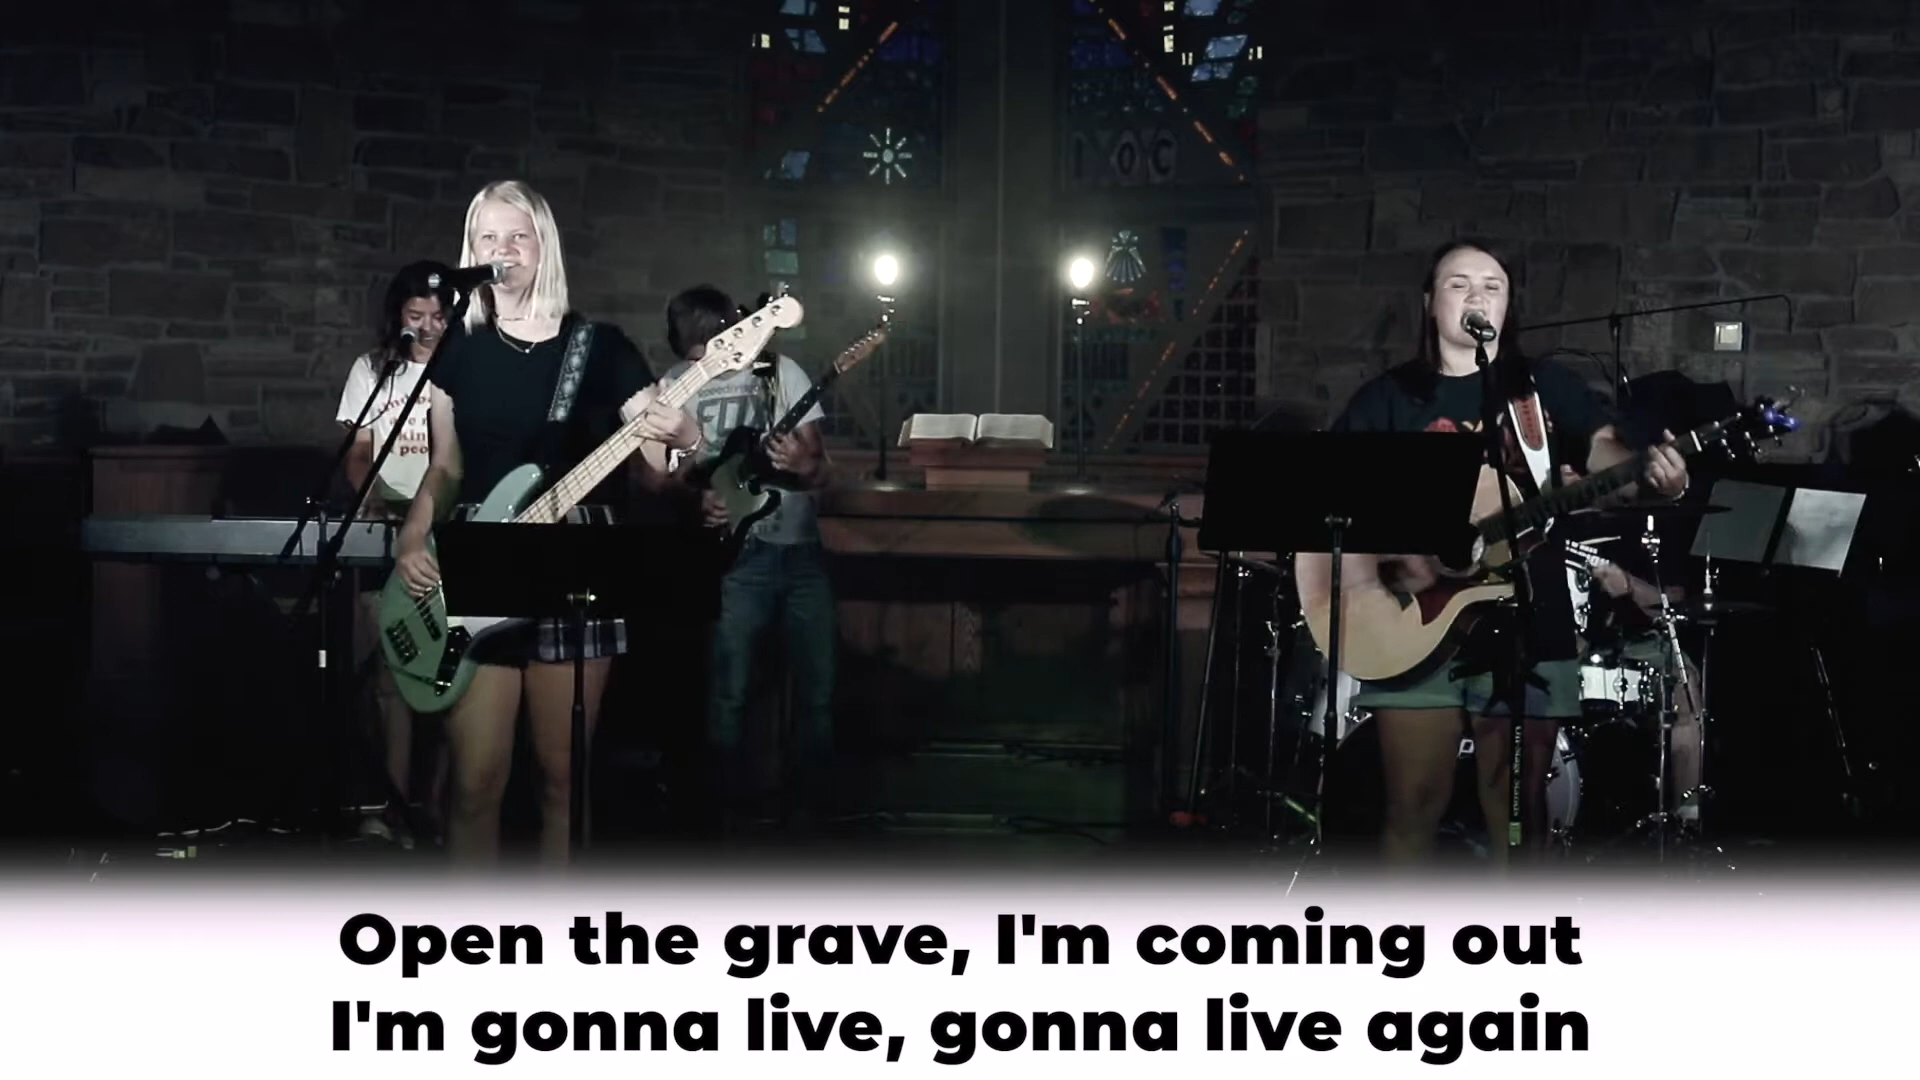 Open the grave, I'm coming out
I'm gonna live, gonna live again